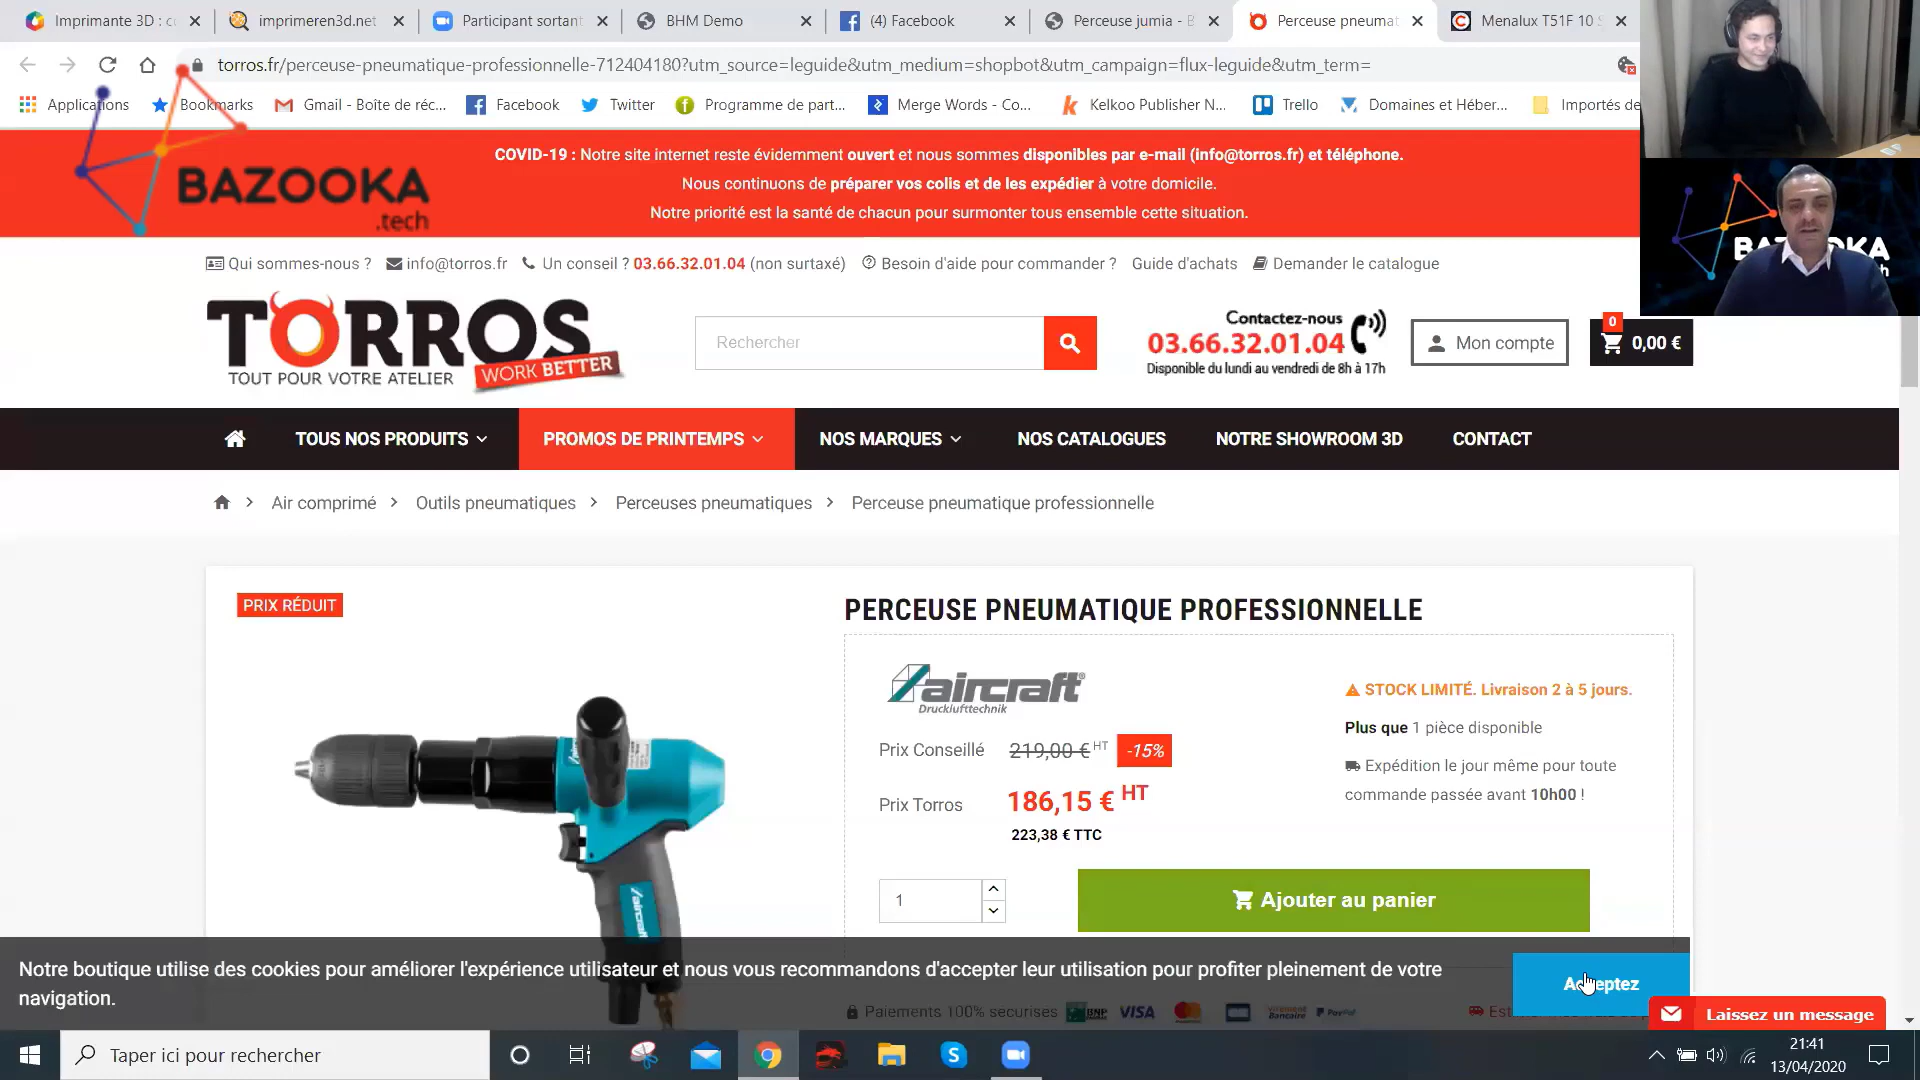 Imprimante 3D : c
imprimeren3d.net
Participant sortant
BHM Demo
(4) Facebook
Perceuse jumia - B
Perceuse pneumat
Menalux T51F 10 S
torros.fr/perceuse-pneumatique-professionnelle-712404180?utm_source=leguide&utm_medium=shopbot&utm_campaign=flux-leguide&utm_term=
Applications
Bookmarks
Gmail - Boîte de réc...
Facebook
Twitter
Programme de part...
Merge Words - Co...
Kelkoo Publisher N...
Trello
Domaines et Héber...
Importés de
BAZOOKA
.tech
COVID-19 : Notre site internet reste évidemment ouvert et nous sommes disponibles par e-mail (info@torros.fr) et téléphone.
Nous continuons de préparer vos colis et de les expédier à votre domicile.
Notre priorité est la santé de chacun pour surmonter tous ensemble cette situation.
Qui sommes-nous ?
info@torros.fr
Un conseil ? 03.66.32.01.04 (non surtaxé)
Besoin d'aide pour commander ?
Guide d'achats
Demander le catalogue
TORROS
TOUT POUR VOTRE ATELIER
WORK BETTER
Rechercher
Contactez-nous
03.66.32.01.04
Disponible du lundi au vendredi de 8h à 17h
Mon compte
0
0,00 €
TOUS NOS PRODUITS
PROMOS DE PRINTEMPS
NOS MARQUES
NOS CATALOGUES
NOTRE SHOWROOM 3D
CONTACT
Air comprimé
Outils pneumatiques
Perceuses pneumatiques
Perceuse pneumatique professionnelle
PRIX RÉDUIT
PERCEUSE PNEUMATIQUE PROFESSIONNELLE
aircraft®
Drucklufttechnik
STOCK LIMITÉ. Livraison 2 à 5 jours.
Plus que 1 pièce disponible
Prix Conseillé
219,00 € HT
-15%
Expédition le jour même pour toute
commande passée avant 10h00 !
Prix Torros
186,15 € HT
223,38 € TTC
1
Ajouter au panier
aircraft
Notre boutique utilise des cookies pour améliorer l'expérience utilisateur et nous vous recommandons d'accepter leur utilisation pour profiter pleinement de votre
navigation.
Acceptez
Paiements 100% securises
BNP
VISA
MasterCard
PayPal
Laissez un message
Taper ici pour rechercher
21:41
13/04/2020